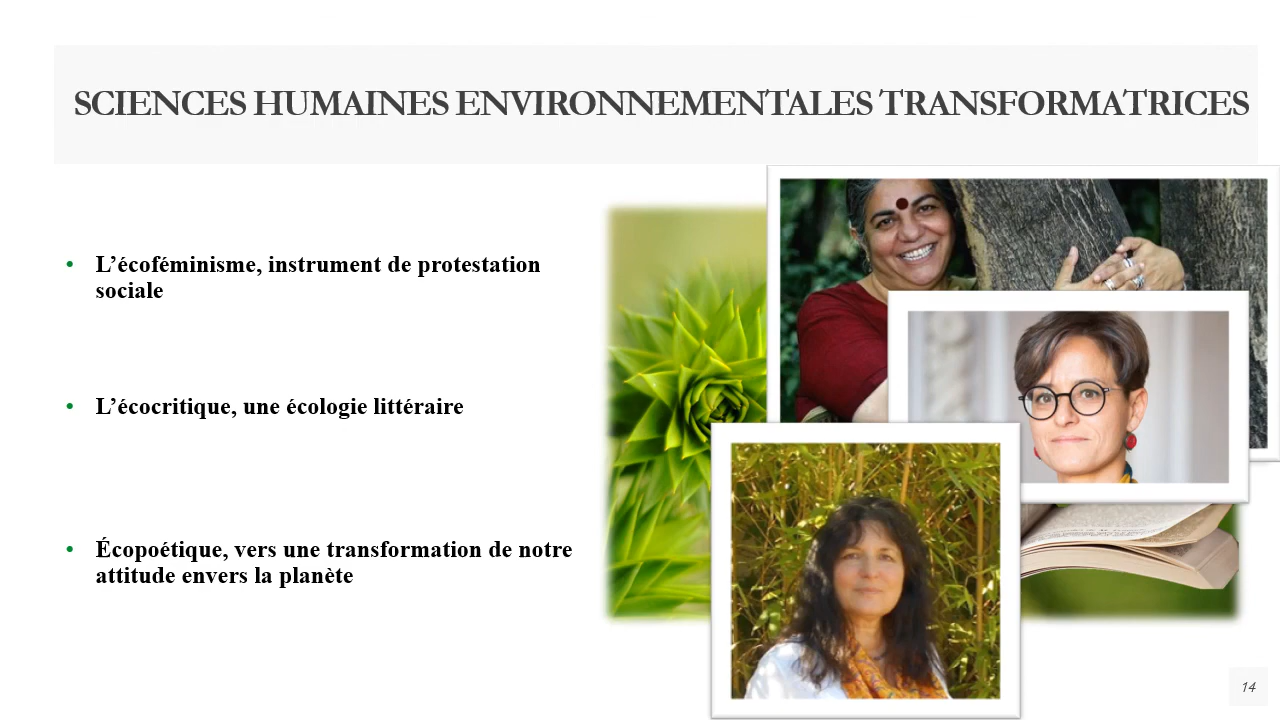 SCIENCES HUMAINES ENVIRONNEMENTALES TRANSFORMATRICES
• L’écoféminisme, instrument de protestation
sociale
• L’écocritique, une écologie littéraire
• Écopoétique, vers une transformation de notre
attitude envers la planète
14